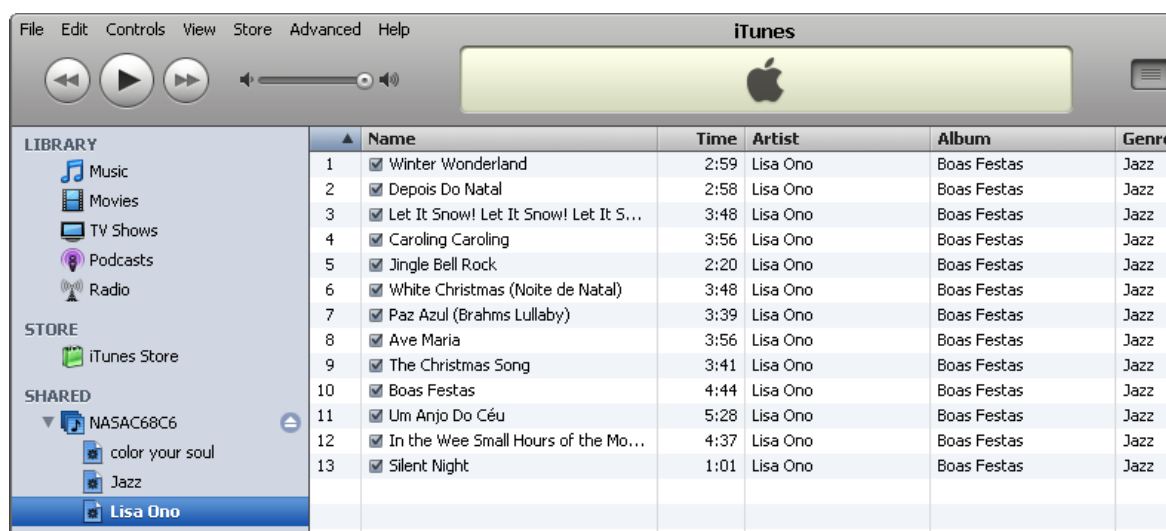 File Edit Controls View Store Advanced Help
iTunes
LIBRARY
Music
Movies
TV Shows
Podcasts
Radio
STORE
iTunes Store
SHARED
NASAC68C6
color your soul
Jazz
Lisa Ono
Name Time Artist Album Genre
1 Winter Wonderland 2:59 Lisa Ono Boas Festas Jazz
2 Depois Do Natal 2:58 Lisa Ono Boas Festas Jazz
3 Let It Snow! Let It Snow! Let It S... 3:48 Lisa Ono Boas Festas Jazz
4 Caroling Caroling 3:56 Lisa Ono Boas Festas Jazz
5 Jingle Bell Rock 2:20 Lisa Ono Boas Festas Jazz
6 White Christmas (Noite de Natal) 3:48 Lisa Ono Boas Festas Jazz
7 Paz Azul (Brahms Lullaby) 3:39 Lisa Ono Boas Festas Jazz
8 Ave Maria 3:56 Lisa Ono Boas Festas Jazz
9 The Christmas Song 3:41 Lisa Ono Boas Festas Jazz
10 Boas Festas 4:44 Lisa Ono Boas Festas Jazz
11 Um Anjo Do Céu 5:28 Lisa Ono Boas Festas Jazz
12 In the Wee Small Hours of the Mo... 4:37 Lisa Ono Boas Festas Jazz
13 Silent Night 1:01 Lisa Ono Boas Festas Jazz